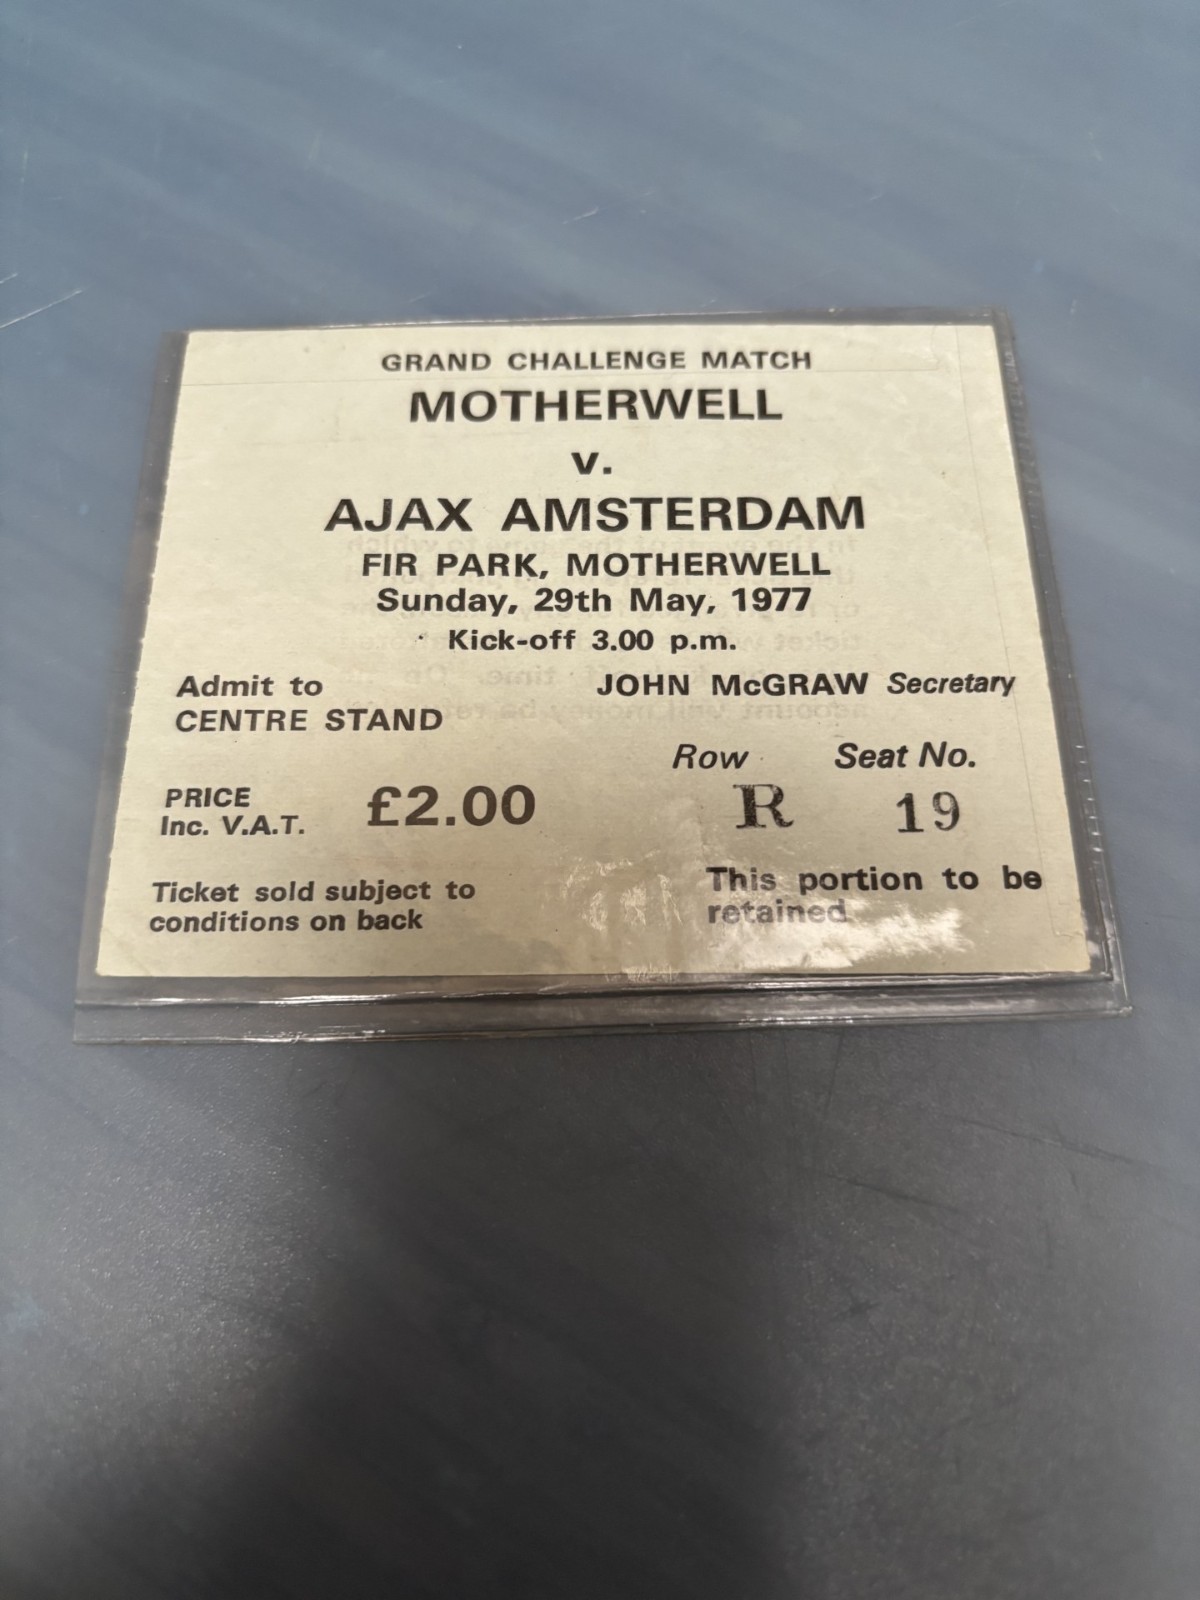 GRAND CHALLENGE MATCH
MOTHERWELL
v.
AJAX AMSTERDAM
FIR PARK, MOTHERWELL
Sunday, 29th May, 1977
Kick-off 3.00 p.m.
Admit to
CENTRE STAND
JOHN McGRAW Secretary
Row Seat No.
R 19
PRICE
Inc. V.A.T.
£2.00
Ticket sold subject to
conditions on back
This portion to be
retained